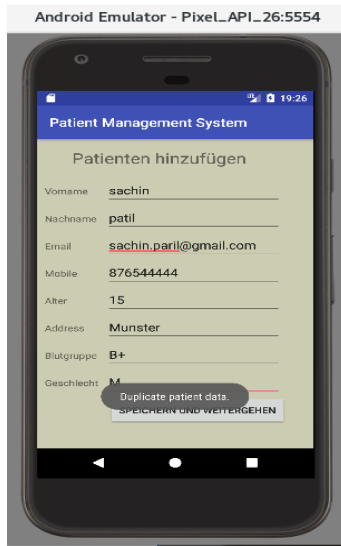 Android Emulator - Pixel_API_26:5554
19:26
Patient Management System
Patienten hinzufügen
Vorname sachin
Nachname patil
Email sachin.paril@gmail.com
Mobile 876544444
Alter 15
Address Munster
Blutgruppe B+
Geschlecht M
Duplicate patient data.
SPEICHERN UND WEITERGEHEN